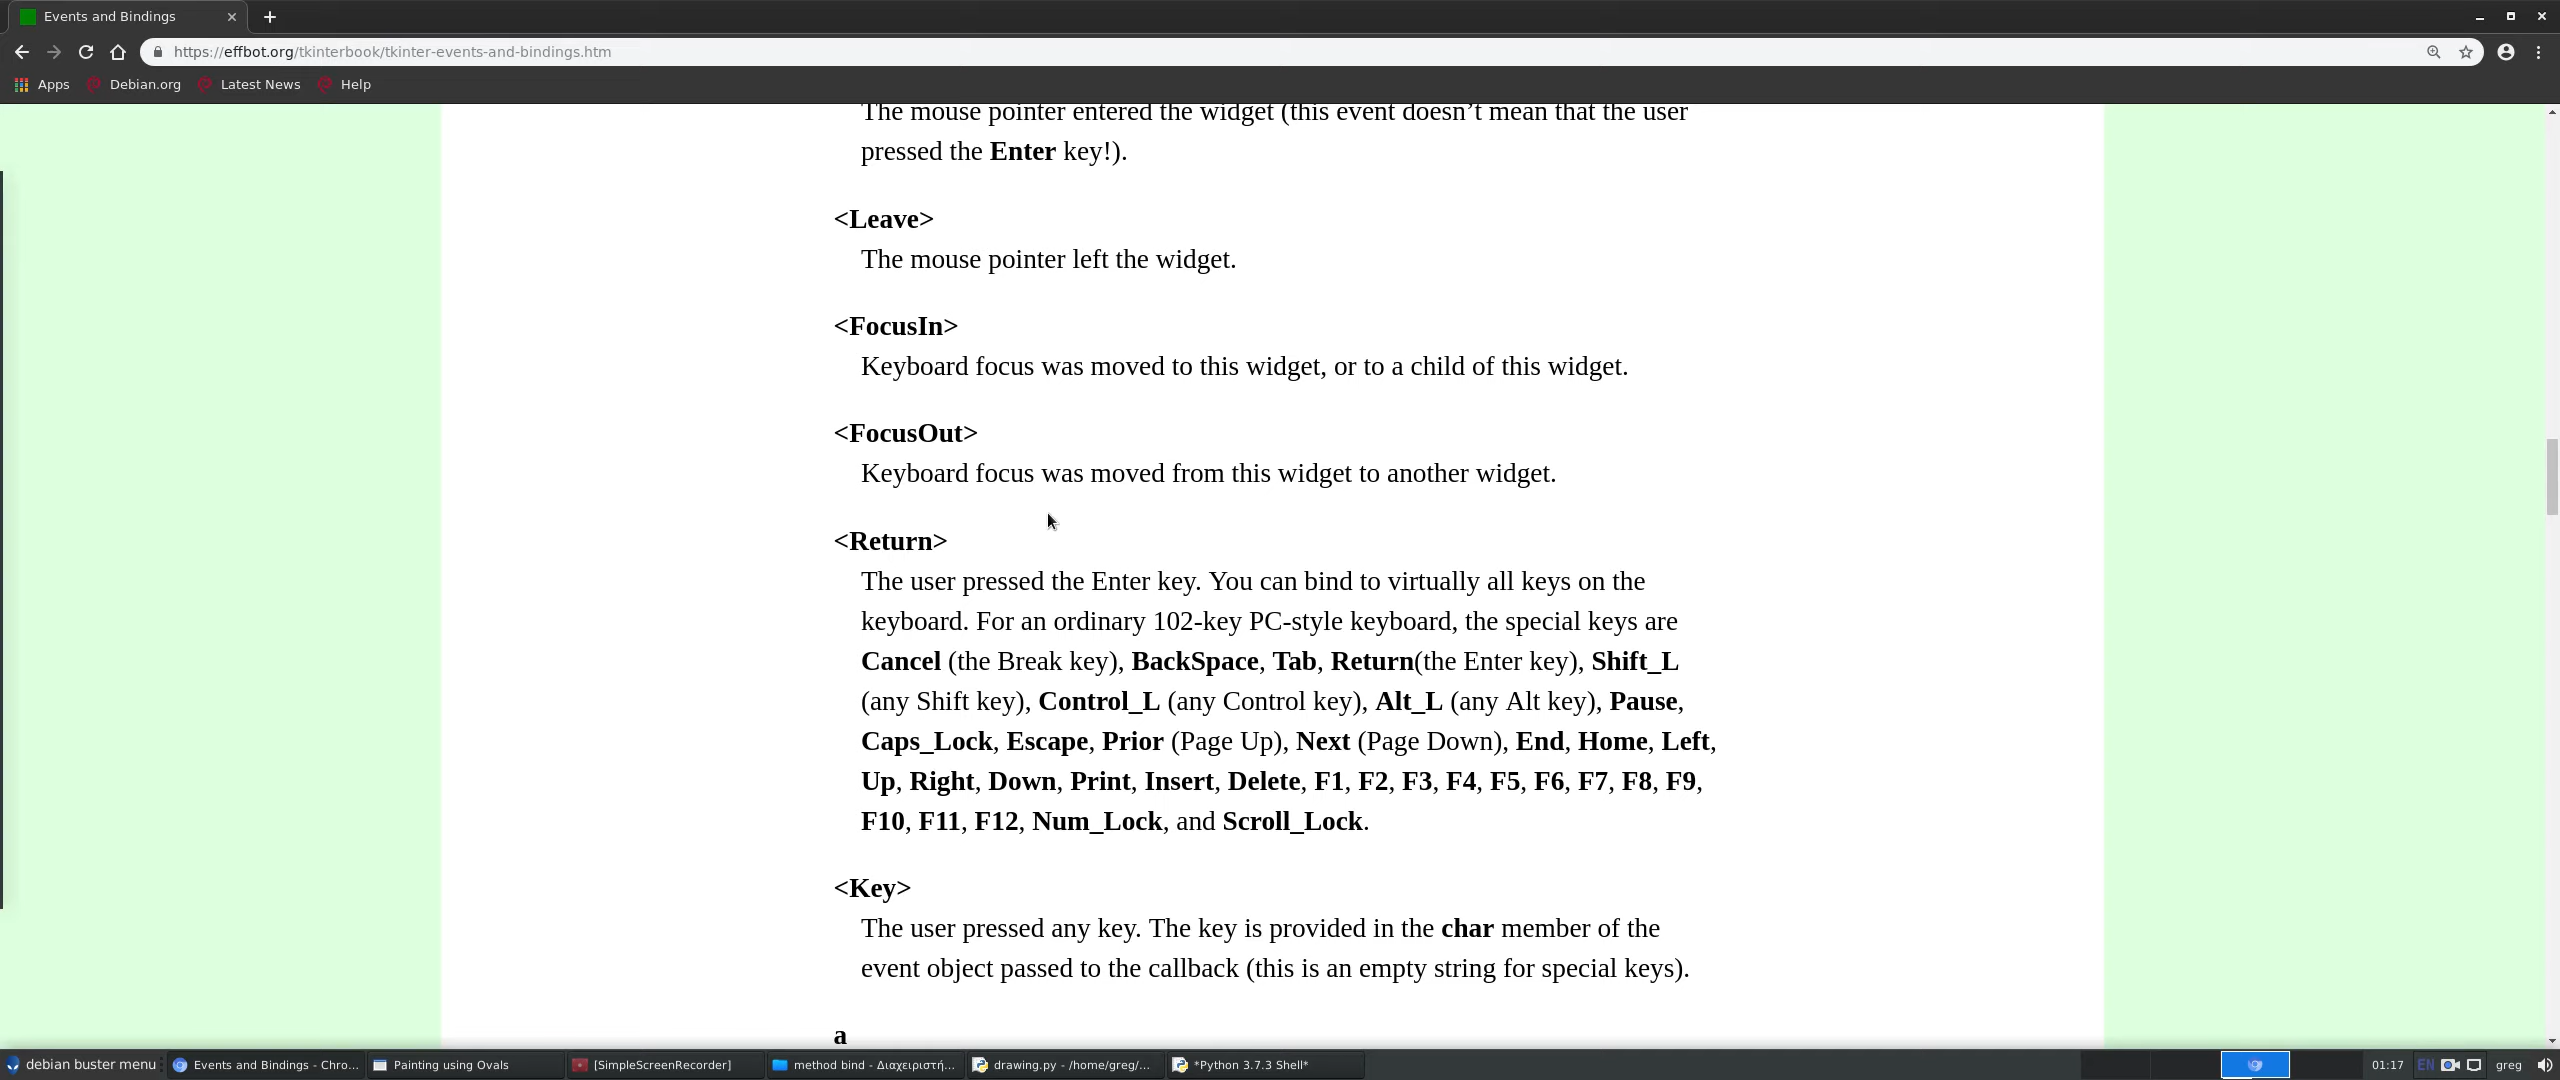 Events and Bindings
https://effbot.org/tkinterbook/tkinter-events-and-bindings.htm
Apps Debian.org Latest News Help
The mouse pointer entered the widget (this event doesn’t mean that the user
pressed the Enter key!).
<Leave>
The mouse pointer left the widget.
<FocusIn>
Keyboard focus was moved to this widget, or to a child of this widget.
<FocusOut>
Keyboard focus was moved from this widget to another widget.
<Return>
The user pressed the Enter key. You can bind to virtually all keys on the
keyboard. For an ordinary 102-key PC-style keyboard, the special keys are
Cancel (the Break key), BackSpace, Tab, Return(the Enter key), Shift_L
(any Shift key), Control_L (any Control key), Alt_L (any Alt key), Pause,
Caps_Lock, Escape, Prior (Page Up), Next (Page Down), End, Home, Left,
Up, Right, Down, Print, Insert, Delete, F1, F2, F3, F4, F5, F6, F7, F8, F9,
F10, F11, F12, Num_Lock, and Scroll_Lock.
<Key>
The user pressed any key. The key is provided in the char member of the
event object passed to the callback (this is an empty string for special keys).
a
debian buster menu Events and Bindings - Chro... Painting using Ovals [SimpleScreenRecorder] method bind - Διαχειριστή... drawing.py - /home/greg/... *Python 3.7.3 Shell* 01:17 EN greg